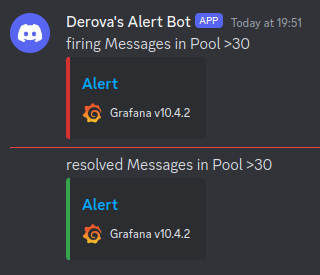 Derova's Alert Bot APP Today at 19:51
firing Messages in Pool >30
Alert
Grafana v10.4.2
resolved Messages in Pool >30
Alert
Grafana v10.4.2